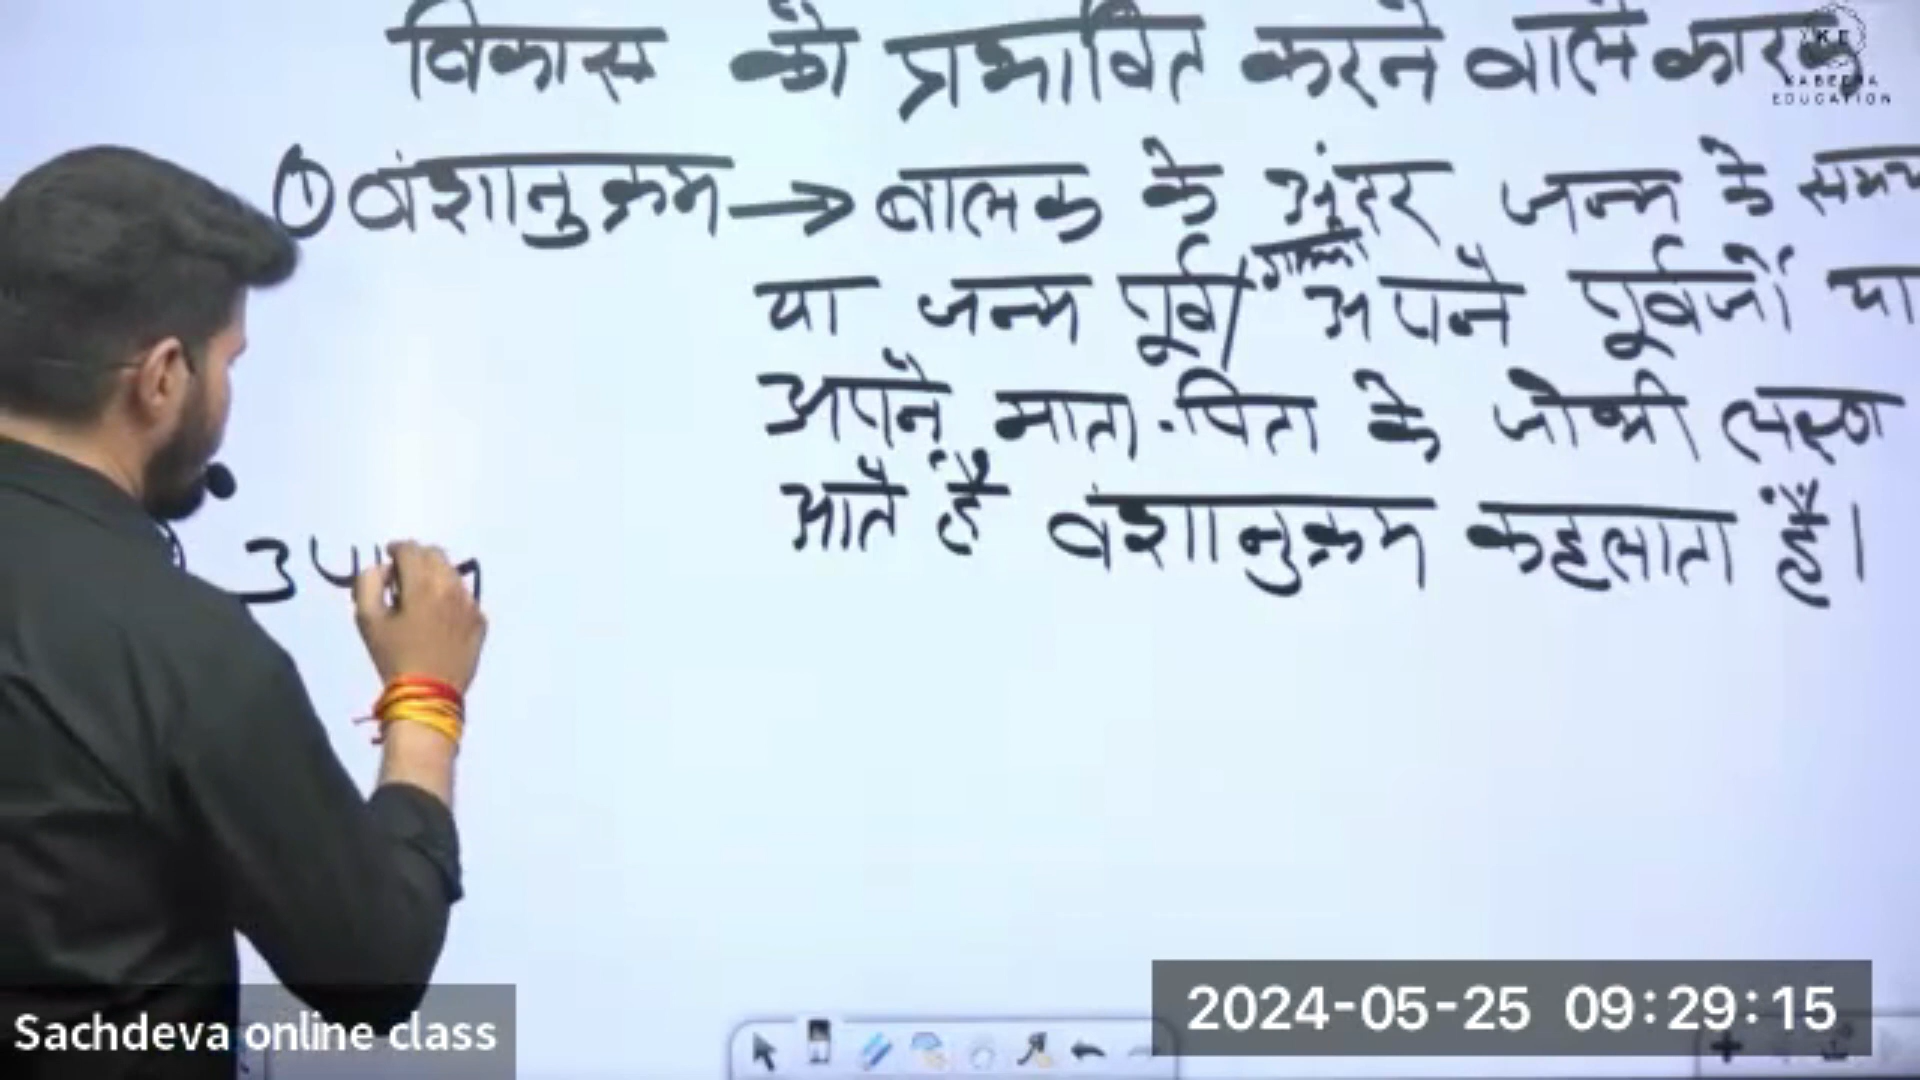 विकास को प्रभावित करने वाले कारक
KE
KABEERA
EDUCATION
① वंशानुक्रम → बालक के अंदर जन्म के समय
या जन्म पूर्व / अपने पूर्वजों या
अपने माता-पिता के जो भी लक्षण
आते है वंशानुक्रम कहलाता हैं।
Sachdeva online class
2024-05-25 09:29:15